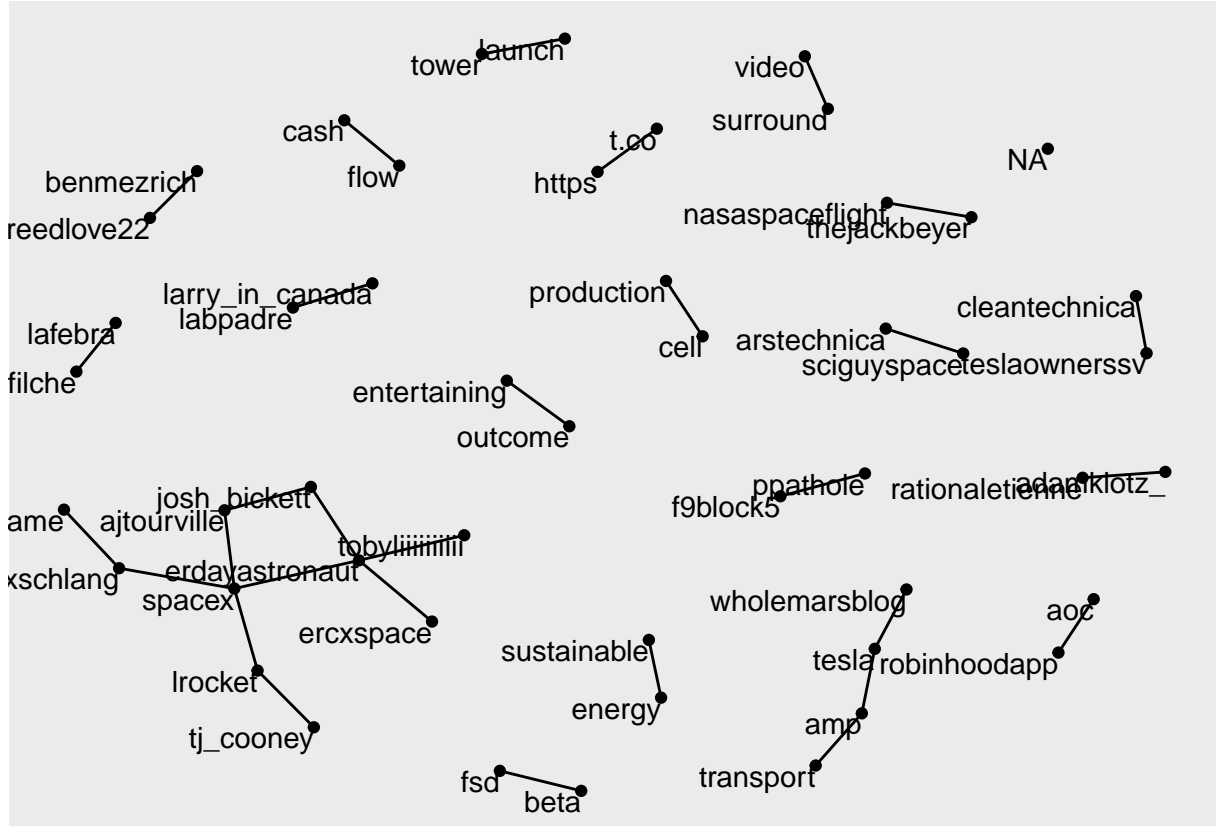 launch
tower
video
surround
cash
t.co
flow
https
NA
benmezrich
nasaspaceflight
reedlove22
thejackbeyer
larry_in_canada
labpadre
production
cleantechnica
lafebra
cell
arstechnica
sciguyspace
teslaownerssv
filche
entertaining
outcome
josh_bickett
ppathole
rationaletienne
adamklotz_
f9block5
ame
ajtourville
erdayastronaut
xschlang
spacex
ercxspace
wholemarsblog
aoc
sustainable
tesla
robinhoodapp
lrocket
energy
amp
tj_cooney
transport
fsd
beta